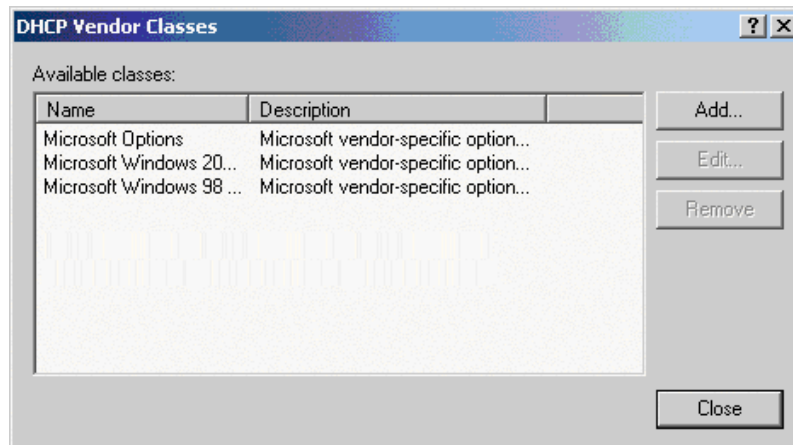 DHCP Vendor Classes
Available classes:
Name Description
Microsoft Options Microsoft vendor-specific option...
Microsoft Windows 20... Microsoft vendor-specific option...
Microsoft Windows 98 ... Microsoft vendor-specific option...
Add...
Edit...
Remove
Close